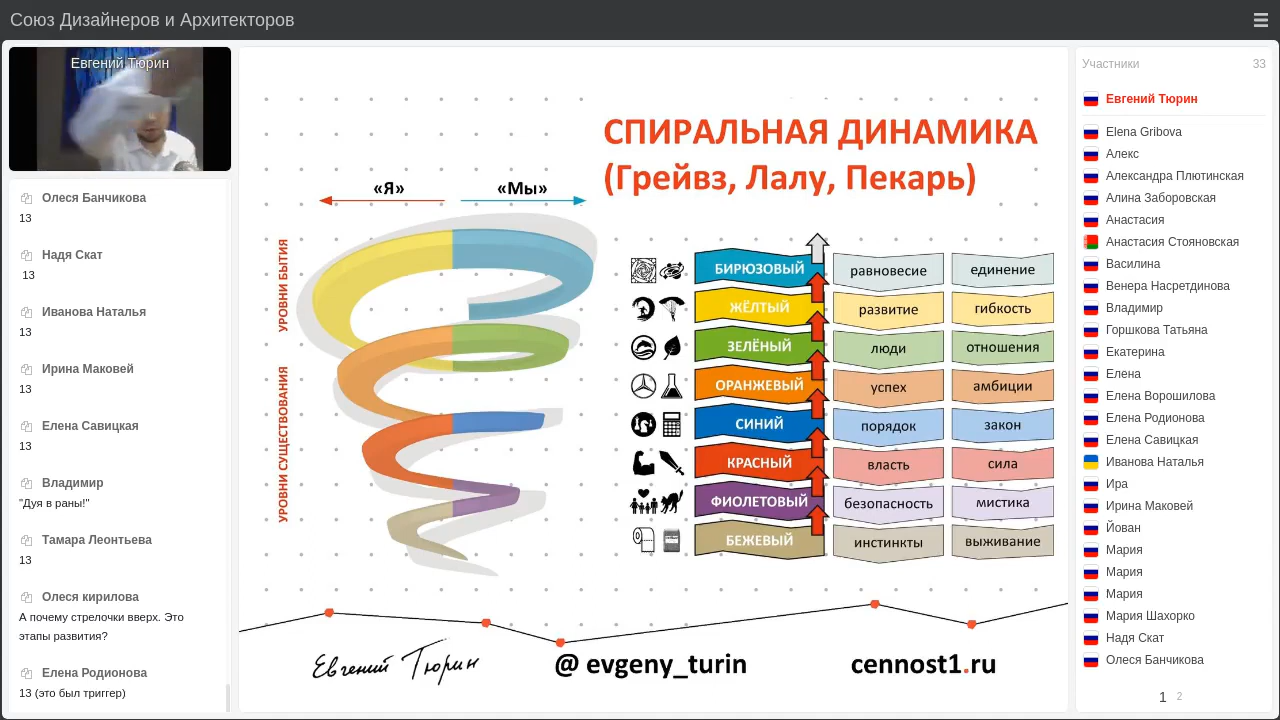 Союз Дизайнеров и Архитекторов
Евгений Тюрин
Олеся Банчикова
13
Надя Скат
13
Иванова Наталья
13
Ирина Маковей
13
Елена Савицкая
13
Владимир
"Дуя в раны!"
Тамара Леонтьева
13
Олеся кирилова
А почему стрелочки вверх. Это
этапы развития?
Елена Родионова
13 (это был триггер)
СПИРАЛЬНАЯ ДИНАМИКА
(Грейвз, Лалу, Пекарь)
«Я»
«Мы»
УРОВНИ БЫТИЯ
УРОВНИ СУЩЕСТВОВАНИЯ
БИРЮЗОВЫЙ равновесие единение
ЖЁЛТЫЙ развитие гибкость
ЗЕЛЁНЫЙ люди отношения
ОРАНЖЕВЫЙ успех амбиции
СИНИЙ порядок закон
КРАСНЫЙ власть сила
ФИОЛЕТОВЫЙ безопасность мистика
БЕЖЕВЫЙ инстинкты выживание
Евгений Тюрин
@ evgeny_turin
cennost1.ru
Участники 33
Евгений Тюрин
Elena Gribova
Алекс
Александра Плютинская
Алина Заборовская
Анастасия
Анастасия Стояновская
Василина
Венера Насретдинова
Владимир
Горшкова Татьяна
Екатерина
Елена
Елена Ворошилова
Елена Родионова
Елена Савицкая
Иванова Наталья
Ира
Ирина Маковей
Йован
Мария
Мария
Мария
Мария Шахорко
Надя Скат
Олеся Банчикова
1 2